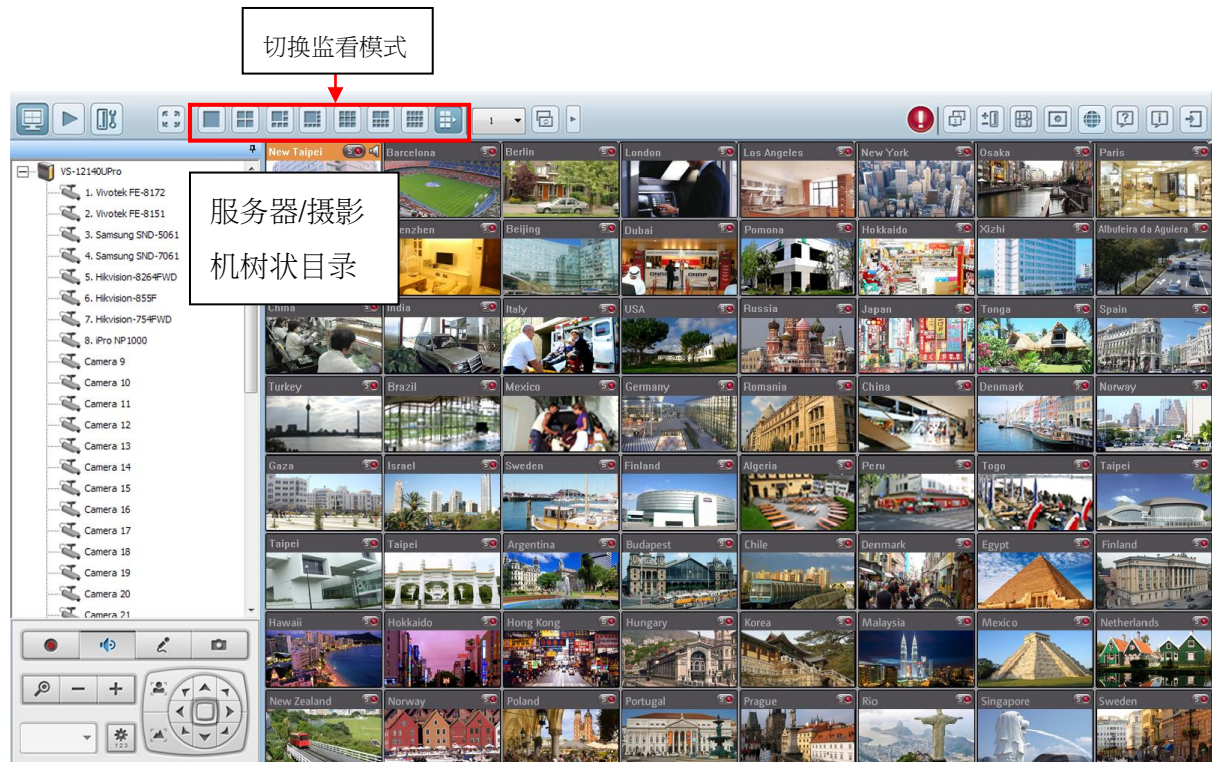 切换监看模式
1
New Taipei
Barcelona
Berlin
London
Los Angeles
New York
Osaka
Paris
VS-12140UPro
1. Vivotek FE-8172
2. Vivotek FE-8151
3. Samsung SND-5061
4. Samsung SND-7061
5. Hikvision-8264FWD
6. Hikvision-855F
7. Hikvision-754FWD
8. iPro NP1000
Camera 9
Camera 10
Camera 11
Camera 12
Camera 13
Camera 14
Camera 15
Camera 16
Camera 17
Camera 18
Camera 19
Camera 20
Camera 21
服务器/摄影
机树状目录
Beijing
Dubai
Pomona
Hokkaido
Xizhi
Albufeira da Aguiera
China
India
Italy
USA
Russia
Japan
Tonga
Spain
Turkey
Brazil
Mexico
Germany
Romania
China
Denmark
Norway
Gaza
Israel
Sweden
Finland
Algeria
Peru
Togo
Taipei
Taipei
Taipei
Argentina
Budapest
Chile
Denmark
Egypt
Finland
Hawaii
Hokkaido
Hong Kong
Hungary
Korea
Malaysia
Mexico
Netherlands
New Zealand
Norway
Poland
Portugal
Prague
Rio
Singapore
Sweden
123